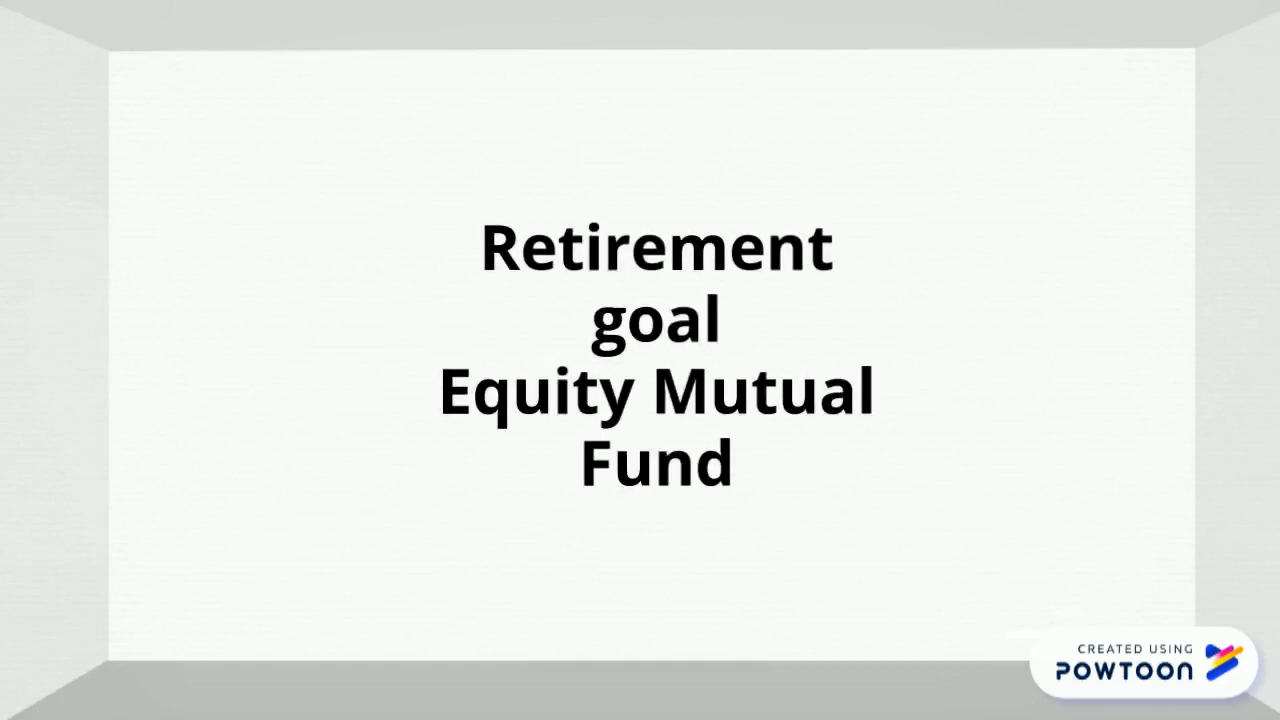 Retirement
goal
Equity Mutual
Fund
CREATED USING
POWTOON